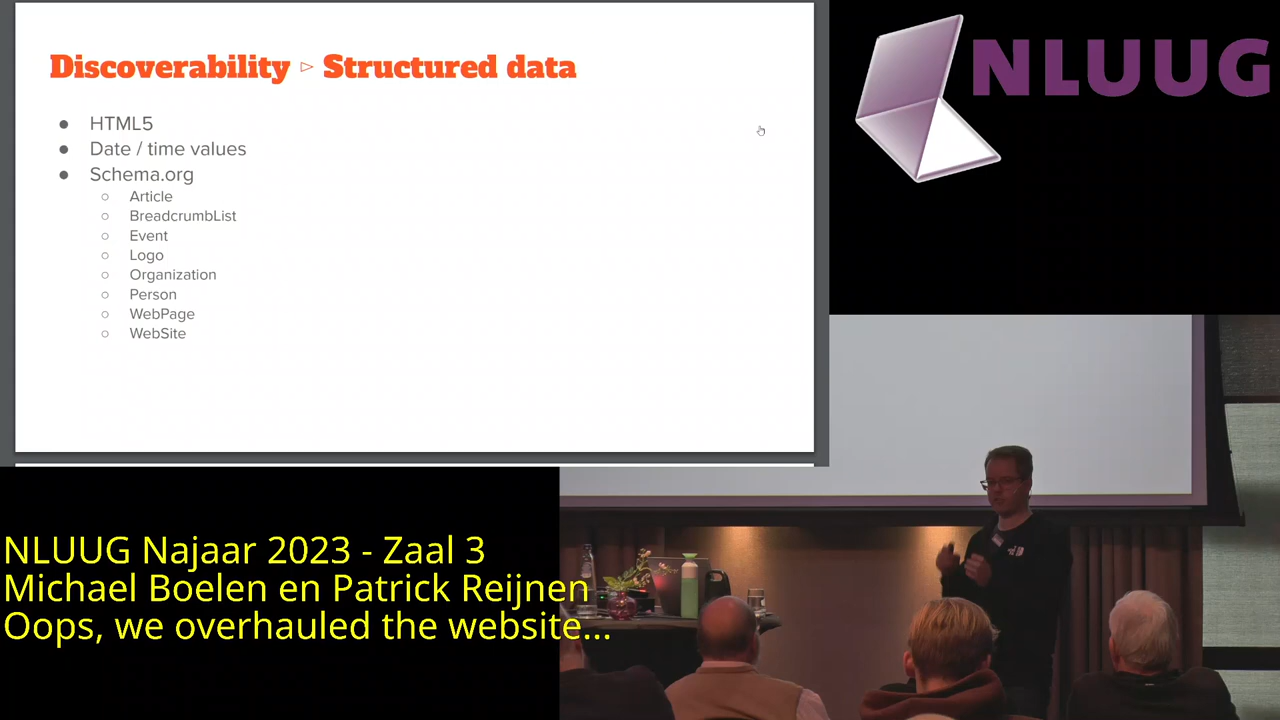 Discoverability ▹ Structured data
● HTML5
● Date / time values
● Schema.org
○ Article
○ BreadcrumbList
○ Event
○ Logo
○ Organization
○ Person
○ WebPage
○ WebSite
NLUUG
NLUUG Najaar 2023 - Zaal 3
Michael Boelen en Patrick Reijnen
Oops, we overhauled the website...